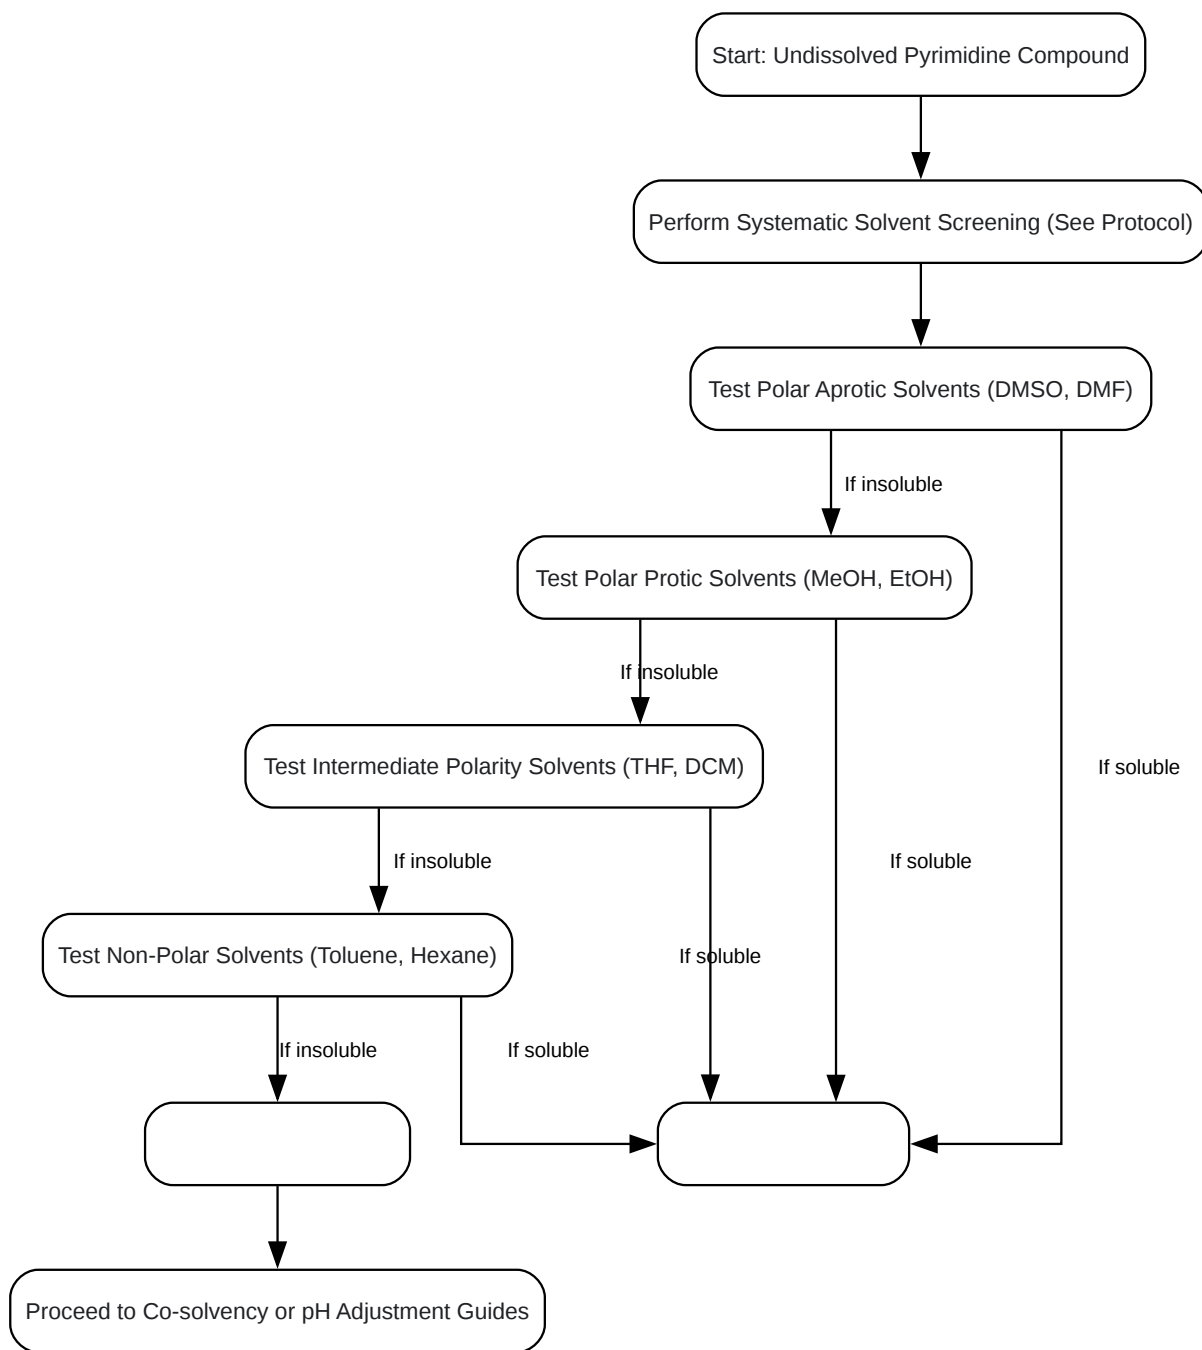 Start: Undissolved Pyrimidine Compound
Perform Systematic Solvent Screening (See Protocol)
Test Polar Aprotic Solvents (DMSO, DMF)
If insoluble
Test Polar Protic Solvents (MeOH, EtOH)
If insoluble
Test Intermediate Polarity Solvents (THF, DCM)
If soluble
If insoluble
If soluble
Test Non-Polar Solvents (Toluene, Hexane)
If soluble
If insoluble
If soluble
Proceed to Co-solvency or pH Adjustment Guides